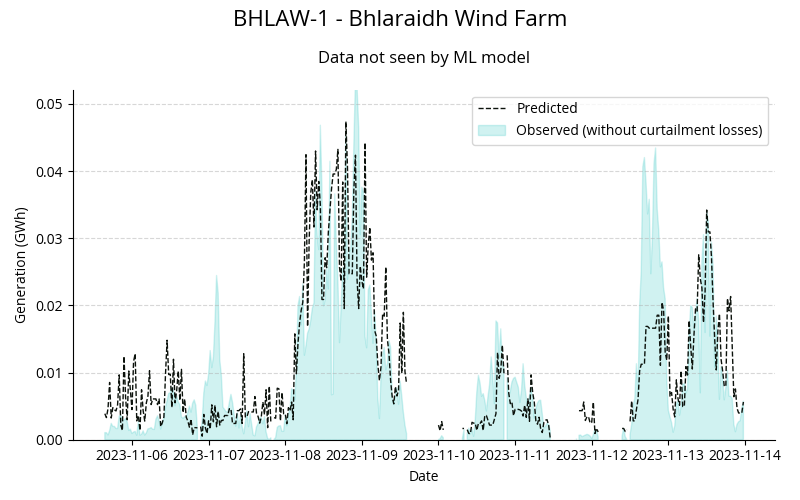 BHLAW-1 - Bhlaraidh Wind Farm
Data not seen by ML model
Predicted
Observed (without curtailment losses)
Generation (GWh)
0.05
0.04
0.03
0.02
0.01
0.00
2023-11-06 2023-11-07 2023-11-08 2023-11-09 2023-11-10 2023-11-11 2023-11-12 2023-11-13 2023-11-14
Date